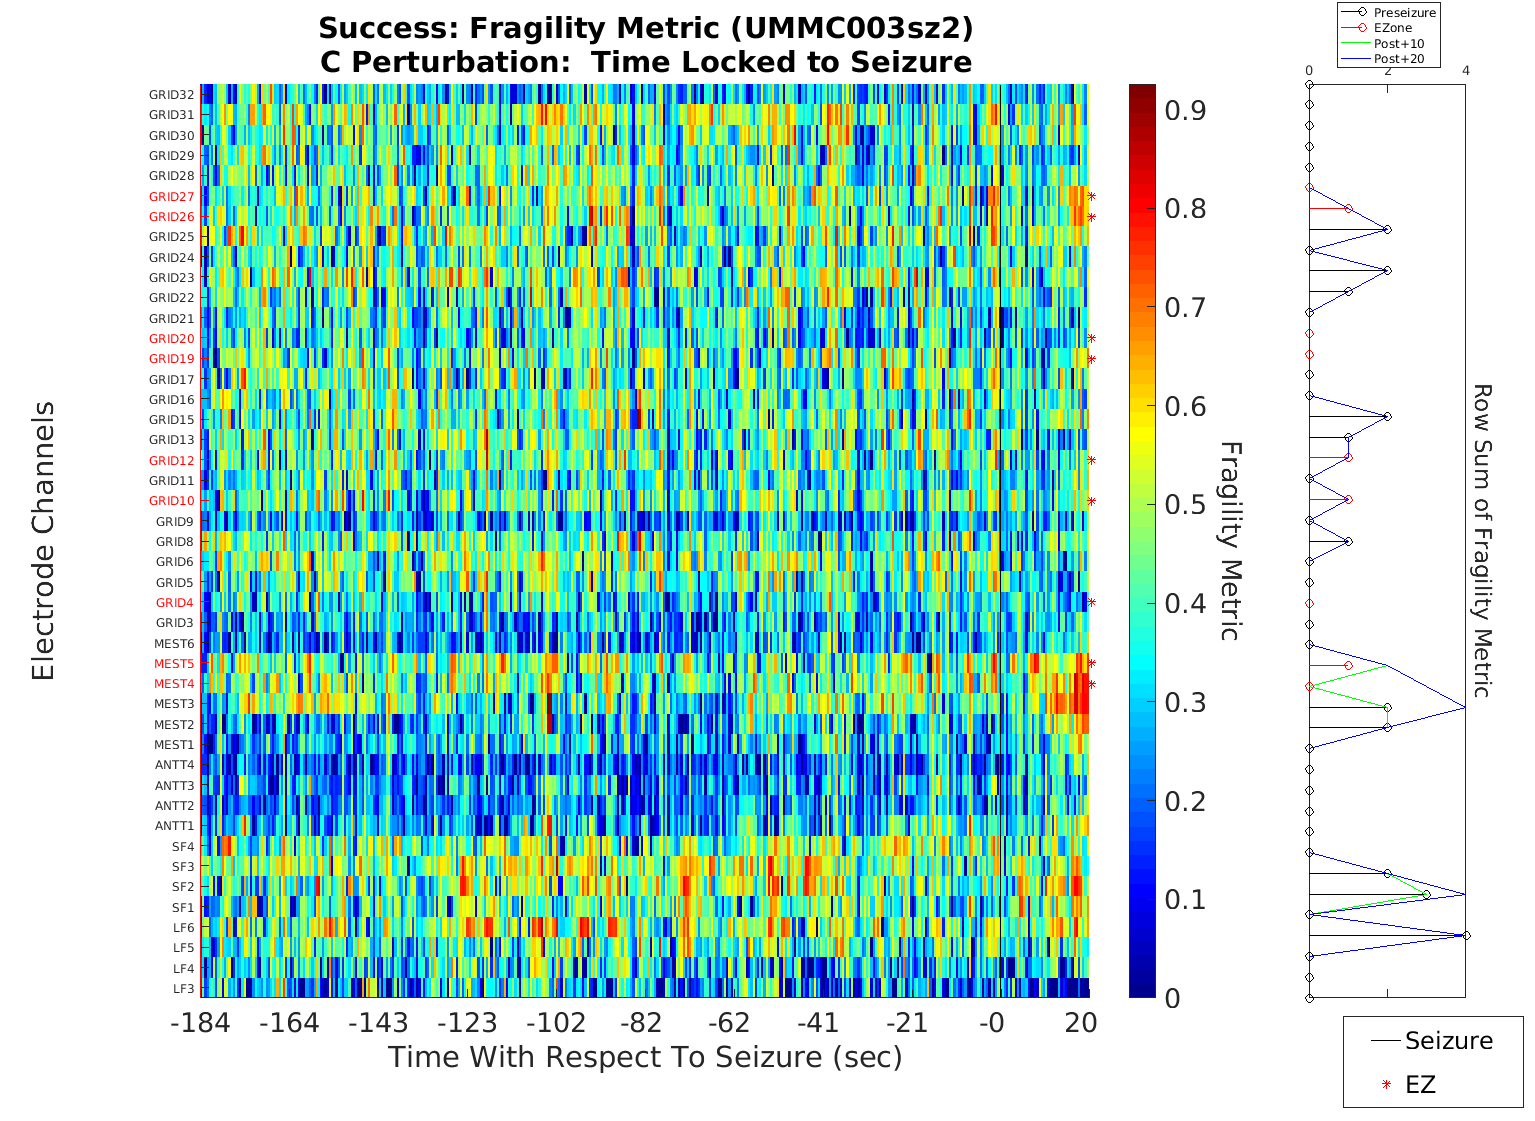 Success: Fragility Metric (UMMC003sz2)
C Perturbation:  Time Locked to Seizure
Preseizure
EZone
Post+10
Post+20
0 2 4
GRID32
GRID31
GRID30
GRID29
GRID28
GRID27
GRID26
GRID25
GRID24
GRID23
GRID22
GRID21
GRID20
GRID19
GRID17
GRID16
GRID15
GRID13
GRID12
GRID11
GRID10
GRID9
GRID8
GRID6
GRID5
GRID4
GRID3
MEST6
MEST5
MEST4
MEST3
MEST2
MEST1
ANTT4
ANTT3
ANTT2
ANTT1
SF4
SF3
SF2
SF1
LF6
LF5
LF4
LF3
Electrode Channels
-184 -164 -143 -123 -102 -82 -62 -41 -21 -0 20
Time With Respect To Seizure (sec)
0.9
0.8
0.7
0.6
0.5
0.4
0.3
0.2
0.1
0
Fragility Metric
Row Sum of Fragility Metric
Seizure
EZ